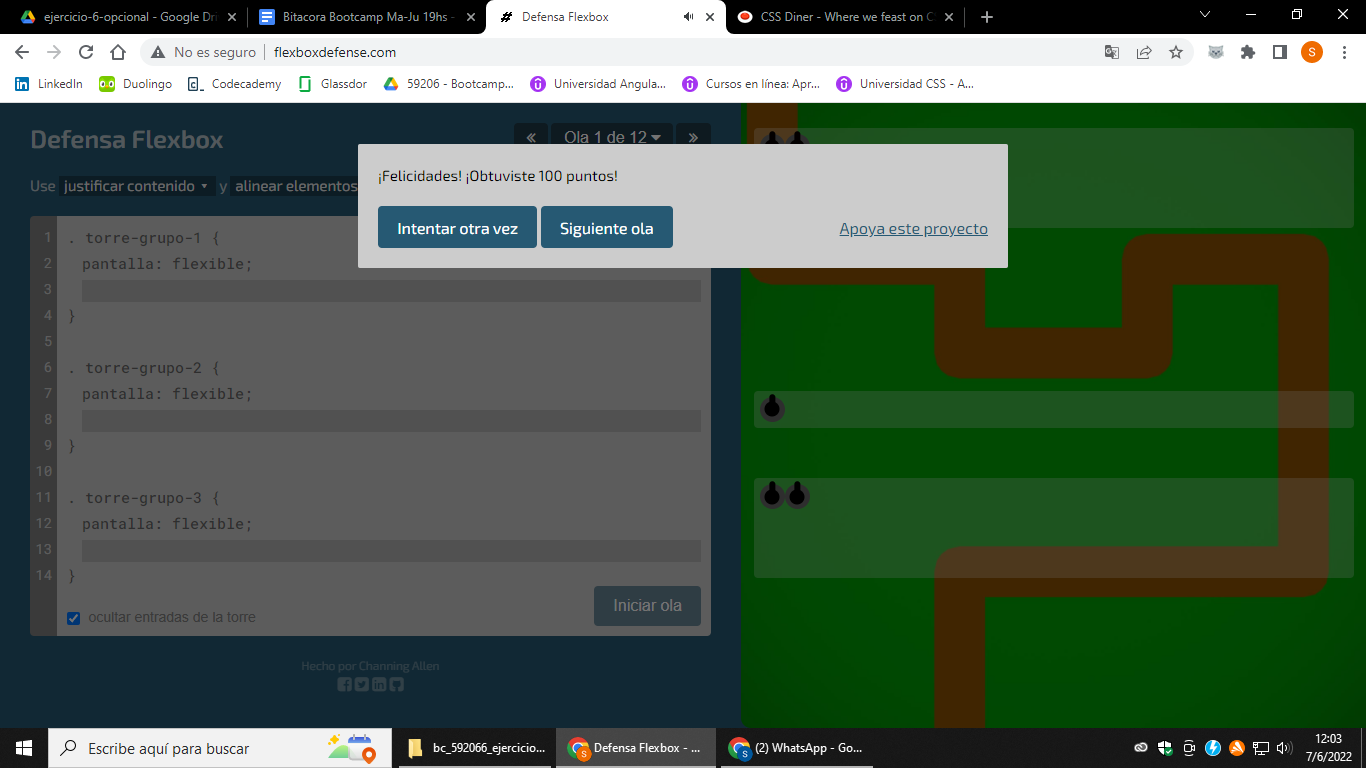 ejercicio-6-opcional - Google Dri
Bitacora Bootcamp Ma-Ju 19hs -
Defensa Flexbox
CSS Diner - Where we feast on C
No es seguro
flexboxdefense.com
LinkedIn
Duolingo
Codecademy
Glassdor
59206 - Bootcamp...
Universidad Angula...
Cursos en línea: Apr...
Universidad CSS - A...
Defensa Flexbox
« Ola 1 de 12 »
Use justificar contenido y alinear elementos
¡Felicidades! ¡Obtuviste 100 puntos!
Intentar otra vez
Siguiente ola
Apoya este proyecto
1 . torre-grupo-1 {
2 pantalla: flexible;
3
4 }
5
6 . torre-grupo-2 {
7 pantalla: flexible;
8
9 }
10
11 . torre-grupo-3 {
12 pantalla: flexible;
13
14 }
ocultar entradas de la torre
Iniciar ola
Hecho por Channing Allen
Escribe aquí para buscar
bc_592066_ejercicio...
Defensa Flexbox - ...
(2) WhatsApp - Go...
12:03
7/6/2022